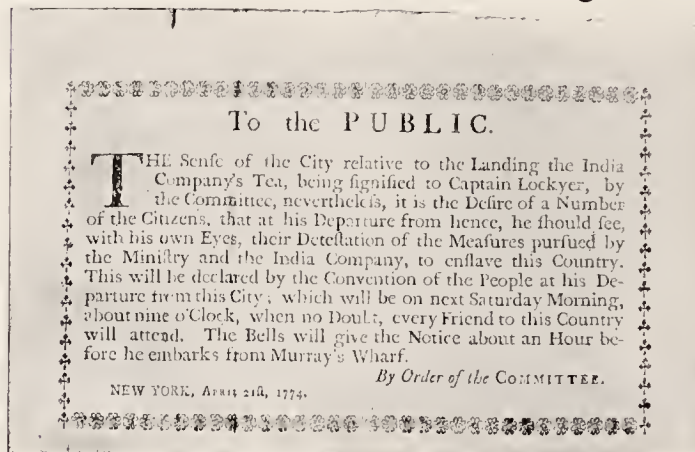 To the PUBLIC.
THE Senſe of the City relative to the Landing the India
Company's Tea, being ſignified to Captain Lockyer, by
the Committee, nevertheleſs, it is the Deſire of a Number
of the Citizens, that at his Departure from hence, he ſhould ſee,
with his own Eyes, their Deteſtation of the Meaſures purſued by
the Miniſtry and the India Company, to enſlave this Country.
This will be declared by the Convention of the People at his De-
parture from this City; which will be on next Saturday Morning,
about nine o'Clock, when no Doubt, every Friend to this Country
will attend. The Bells will give the Notice about an Hour be-
fore he embarks from Murray's Wharf.
By Order of the COMMITTEE.
NEW YORK, APRIL 21ſt, 1774.